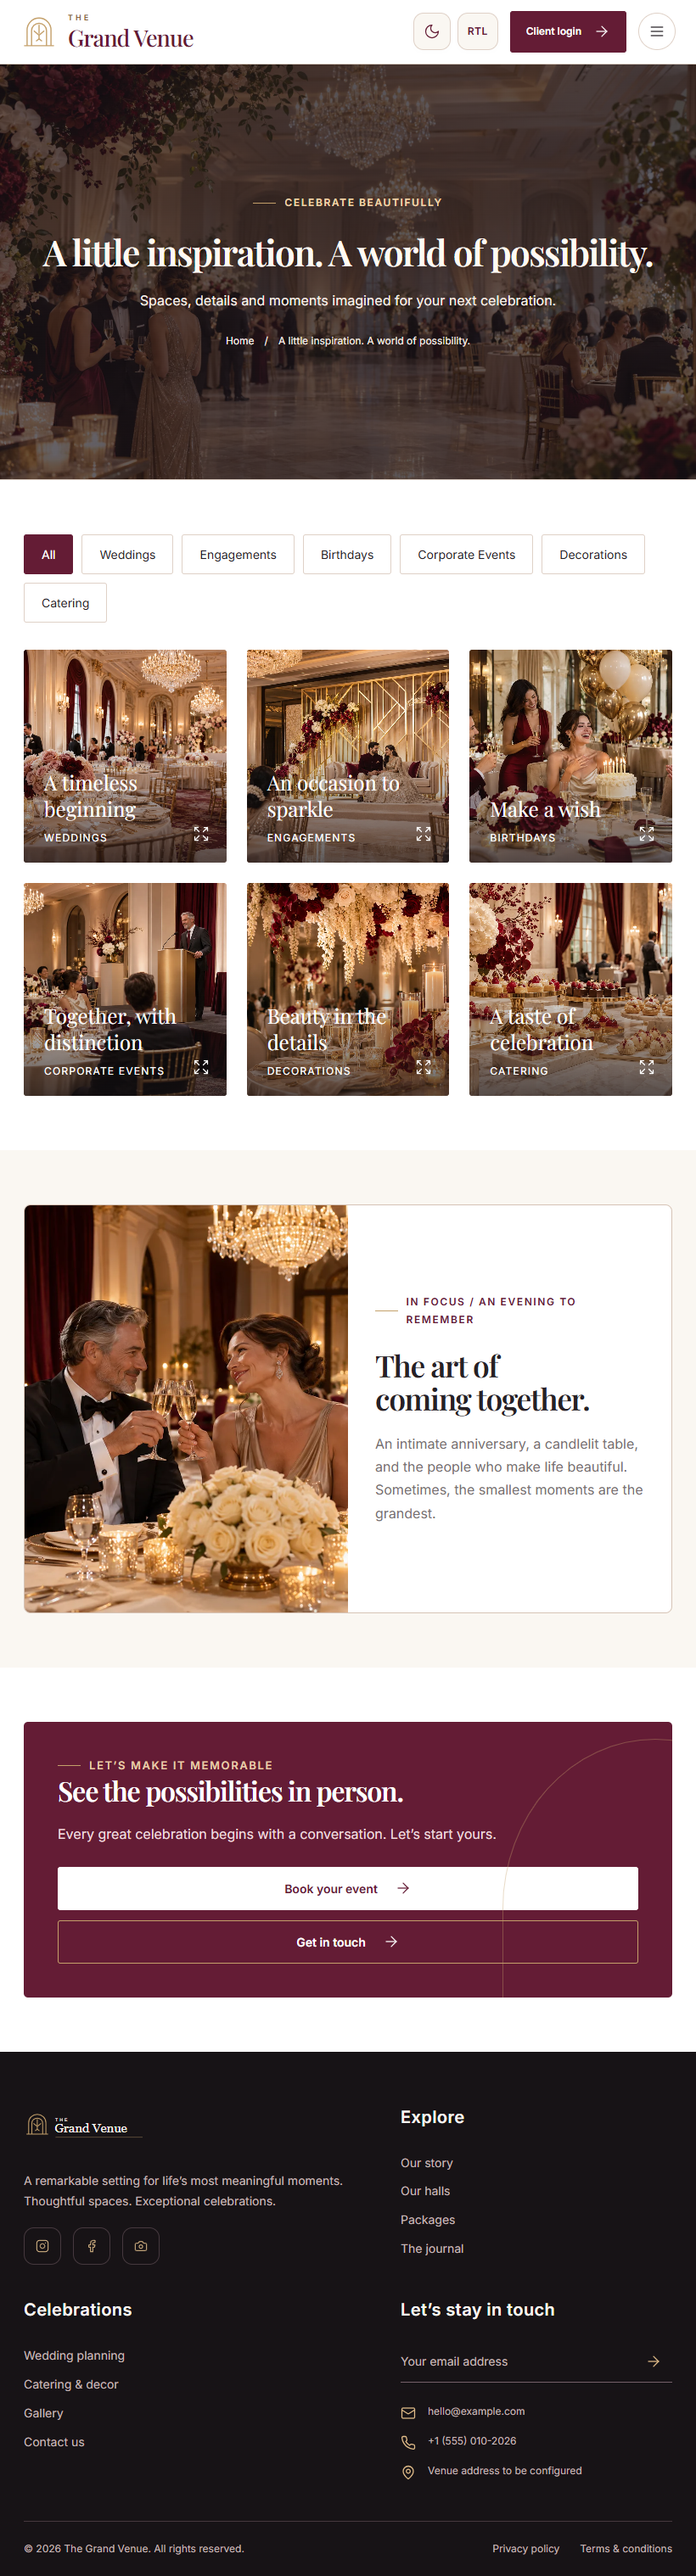 THE
Grand Venue
RTL
Client login
CELEBRATE BEAUTIFULLY
A little inspiration. A world of possibility.
Spaces, details and moments imagined for your next celebration.
Home / A little inspiration. A world of possibility.
All
Weddings
Engagements
Birthdays
Corporate Events
Decorations
Catering
A timeless
beginning
WEDDINGS
An occasion to
sparkle
ENGAGEMENTS
Make a wish
BIRTHDAYS
Together, with
distinction
CORPORATE EVENTS
Beauty in the
details
DECORATIONS
A taste of
celebration
CATERING
IN FOCUS / AN EVENING TO
REMEMBER
The art of
coming together.
An intimate anniversary, a candlelit table,
and the people who make life beautiful.
Sometimes, the smallest moments are the
grandest.
LET’S MAKE IT MEMORABLE
See the possibilities in person.
Every great celebration begins with a conversation. Let’s start yours.
Book your event
Get in touch
THE
Grand Venue
A remarkable setting for life’s most meaningful moments.
Thoughtful spaces. Exceptional celebrations.
Explore
Our story
Our halls
Packages
The journal
Celebrations
Wedding planning
Catering & decor
Gallery
Contact us
Let’s stay in touch
Your email address
hello@example.com
+1 (555) 010-2026
Venue address to be configured
© 2026 The Grand Venue. All rights reserved.
Privacy policy
Terms & conditions